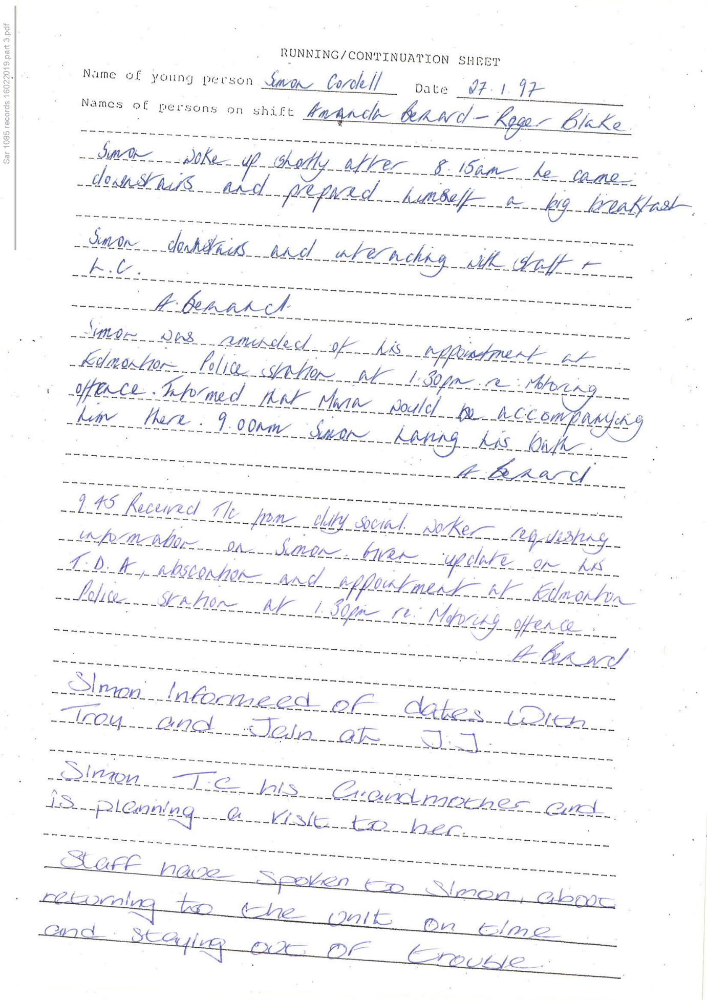 Sar 1085 records 16022019.part 3.pdf
RUNNING/CONTINUATION SHEET
Name of young person Simon Cordell Date 27.1.97
Names of persons on shift Amanda Bernard - Roger Blake.
Simon woke up shortly after 8.15am he came
downstairs and prepared himself a big breakfast.
Simon downstairs and interaching with staff +
L.C.
A. Bernard.
Simon was reminded of his appointment at
Edmonton Police station at 1.30pm re: Motoring
offence. Informed that Maria would be accompanying
him there. 9.00am Simon having his bath.
A. Bernard
9.45 Received T/c from duty social worker requesting
information on Simon. Given update on his
T.D.A, abscontion and appointment at Edmonton
Police station at 1.30pm re: Motoring offence.
A Bernard
Simon informeed of dates with
Troy and Jain at J.J.
Simon T.C his Grandmother and
is planning a visit to her.
Staff have spoken to Simon, about
returning to the unit on time
and staying out of trouble.